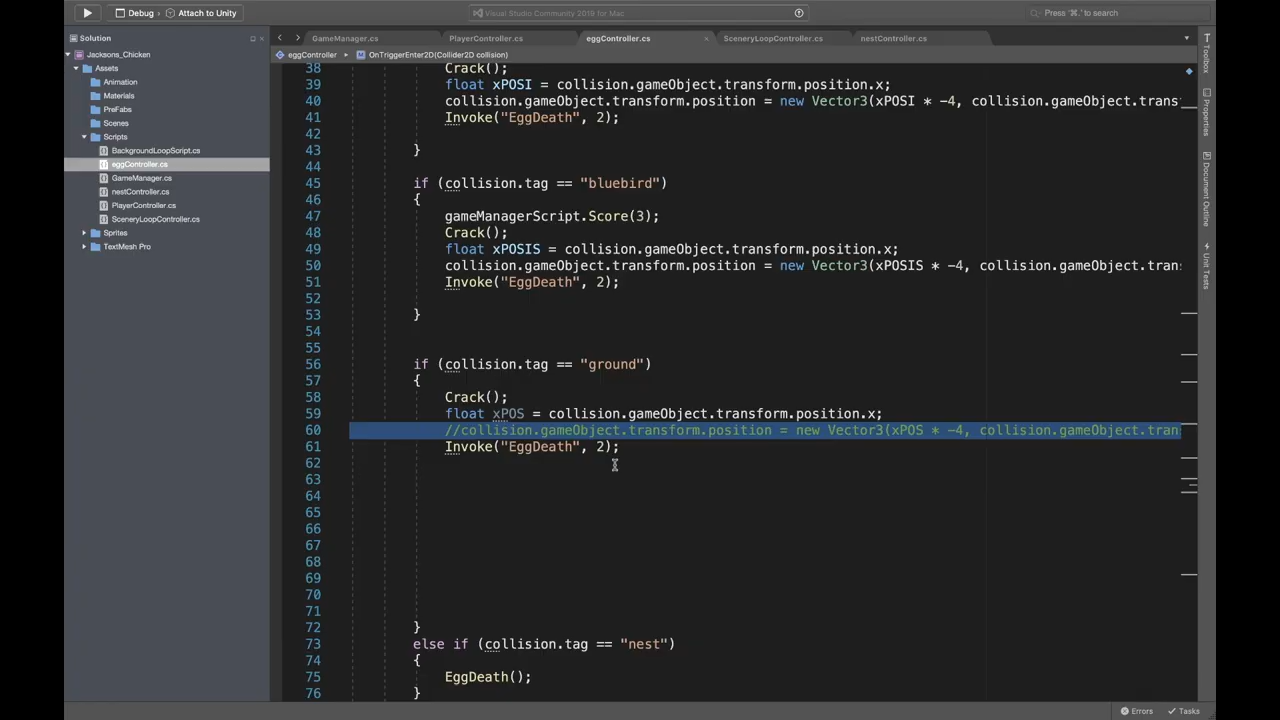 Debug
Attach to Unity
Visual Studio Community 2019 for Mac
Press '⌘.' to search
Solution
GameManager.cs
PlayerController.cs
eggController.cs
SceneryLoopController.cs
nestController.cs
eggController
OnTriggerEnter2D(Collider2D collision)
Jacksons_Chicken
Assets
Animation
Materials
PreFabs
Scenes
Scripts
BackgroundLoopScript.cs
eggController.cs
GameManager.cs
nestController.cs
PlayerController.cs
SceneryLoopController.cs
Sprites
TextMesh Pro
38 Crack();
39 float xPOSI = collision.gameObject.transform.position.x;
40 collision.gameObject.transform.position = new Vector3(xPOSI * -4, collision.gameObject.trans
41 Invoke("EggDeath", 2);
42
43 }
44
45 if (collision.tag == "bluebird")
46 {
47 gameManagerScript.Score(3);
48 Crack();
49 float xPOSIS = collision.gameObject.transform.position.x;
50 collision.gameObject.transform.position = new Vector3(xPOSIS * -4, collision.gameObject.tran
51 Invoke("EggDeath", 2);
52
53 }
54
55
56 if (collision.tag == "ground")
57 {
58 Crack();
59 float xPOS = collision.gameObject.transform.position.x;
60 //collision.gameObject.transform.position = new Vector3(xPOS * -4, collision.gameObject.tran
61 Invoke("EggDeath", 2);
62
63
64
65
66
67
68
69
70
71
72 }
73 else if (collision.tag == "nest")
74 {
75 EggDeath();
76 }
Toolbox
Properties
Document Outline
Unit Tests
Errors
Tasks